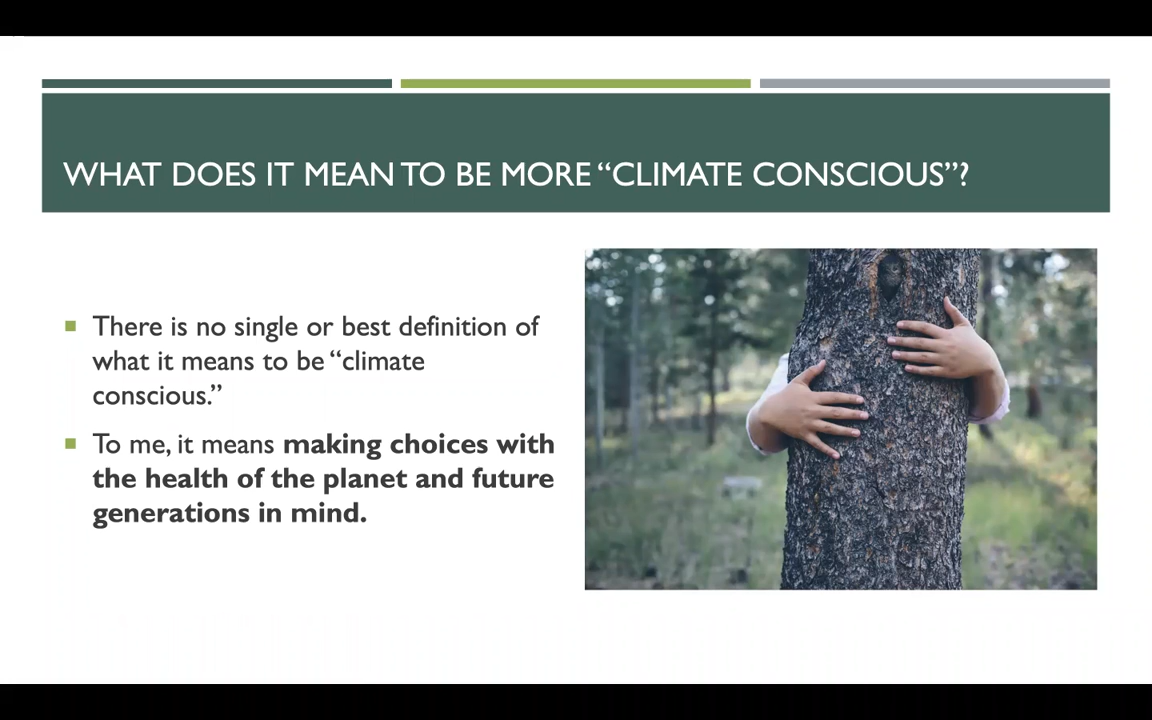 WHAT DOES IT MEAN TO BE MORE “CLIMATE CONSCIOUS”?
There is no single or best definition of
what it means to be “climate
conscious.”
To me, it means making choices with
the health of the planet and future
generations in mind.